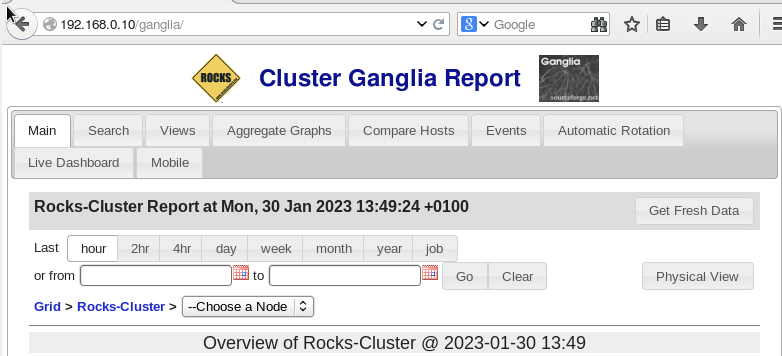 192.168.0.10/ganglia/ Google
ROCKS Cluster Ganglia Report Ganglia
sourceforge.net
Main Search Views Aggregate Graphs Compare Hosts Events Automatic Rotation
Live Dashboard Mobile
Rocks-Cluster Report at Mon, 30 Jan 2023 13:49:24 +0100 Get Fresh Data
Last hour 2hr 4hr day week month year job
or from to Go Clear Physical View
Grid > Rocks-Cluster > --Choose a Node
Overview of Rocks-Cluster @ 2023-01-30 13:49